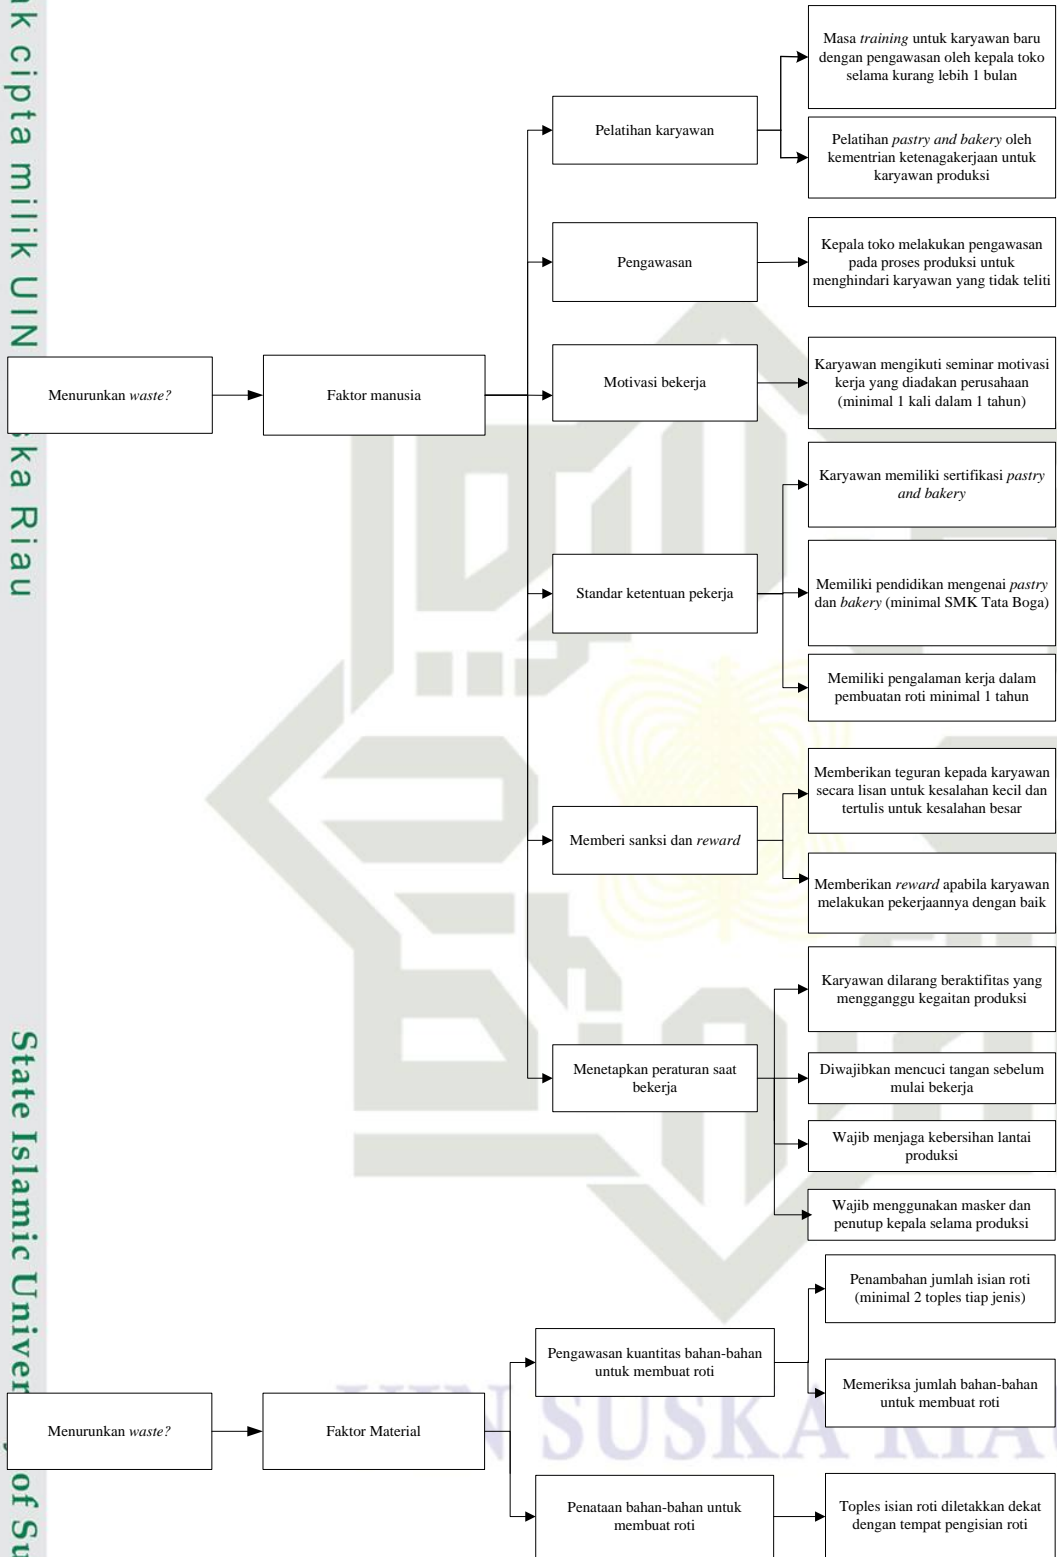 Masa training untuk karyawan baru
dengan pengawasan oleh kepala toko
selama kurang lebih 1 bulan
Pelatihan karyawan
Pelatihan pastry and bakery oleh
kementrian ketenagakerjaan untuk
karyawan produksi
Pengawasan
Kepala toko melakukan pengawasan
pada proses produksi untuk
menghindari karyawan yang tidak teliti
Menurunkan waste?
Faktor manusia
Motivasi bekerja
Karyawan mengikuti seminar motivasi
kerja yang diadakan perusahaan
(minimal 1 kali dalam 1 tahun)
Karyawan memiliki sertifikasi pastry
and bakery
Standar ketentuan pekerja
Memiliki pendidikan mengenai pastry
dan bakery (minimal SMK Tata Boga)
Memiliki pengalaman kerja dalam
pembuatan roti minimal 1 tahun
Memberikan teguran kepada karyawan
secara lisan untuk kesalahan kecil dan
tertulis untuk kesalahan besar
Memberi sanksi dan reward
Memberikan reward apabila karyawan
melakukan pekerjaannya dengan baik
Karyawan dilarang beraktifitas yang
mengganggu kegaitan produksi
Menetapkan peraturan saat
bekerja
Diwajibkan mencuci tangan sebelum
mulai bekerja
Wajib menjaga kebersihan lantai
produksi
Wajib menggunakan masker dan
penutup kepala selama produksi
Penambahan jumlah isian roti
(minimal 2 toples tiap jenis)
Pengawasan kuantitas bahan-bahan
untuk membuat roti
Memeriksa jumlah bahan-bahan
untuk membuat roti
Menurunkan waste?
Faktor Material
Penataan bahan-bahan untuk
membuat roti
Toples isian roti diletakkan dekat
dengan tempat pengisian roti
cipta milik UIN
Riau
State Islamic
of
SUSKA